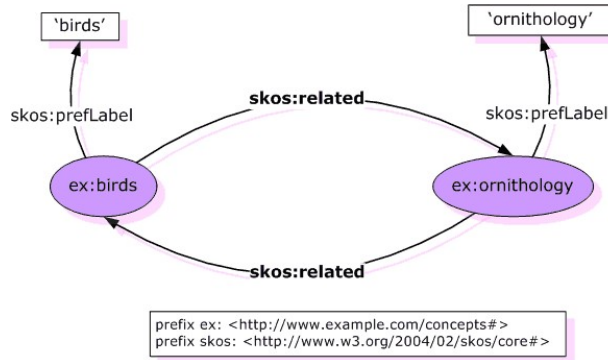 ‘birds’
‘ornithology’
skos:related
skos:prefLabel
skos:prefLabel
ex:birds
ex:ornithology
skos:related
prefix ex: <http://www.example.com/concepts#>
prefix skos: <http://www.w3.org/2004/02/skos/core#>